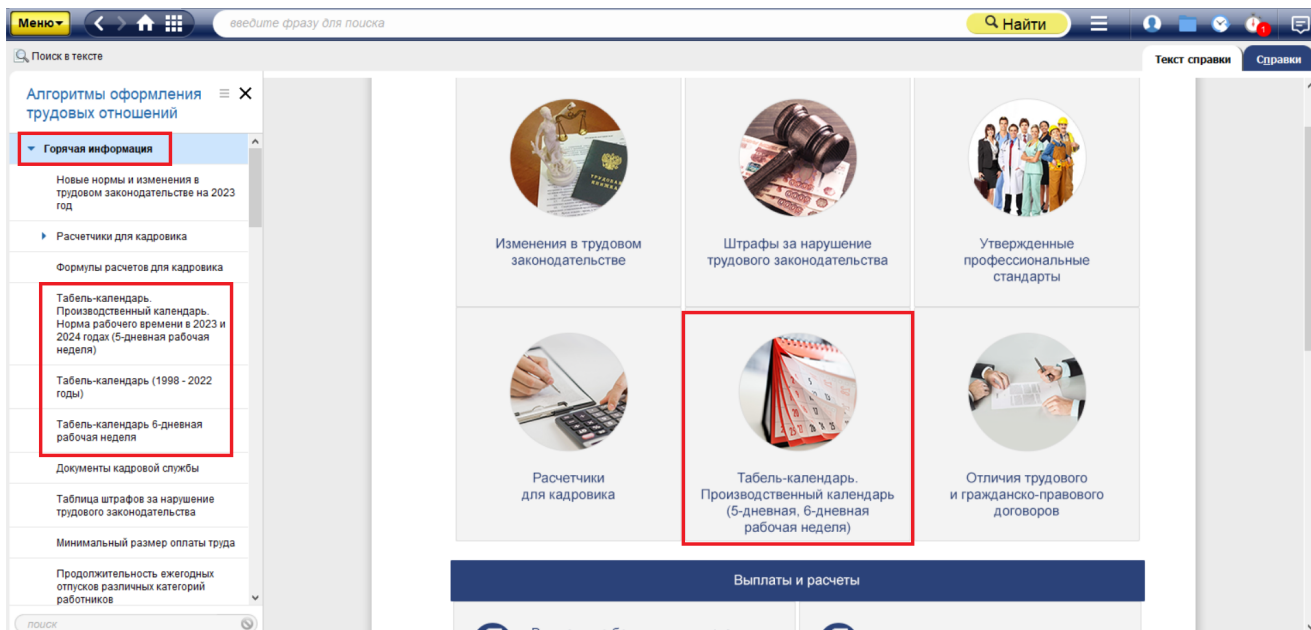 Меню
введите фразу для поиска
Найти
1
Поиск в тексте
Текст справки
Справки
Алгоритмы оформления
трудовых отношений
Горячая информация
Новые нормы и изменения в
трудовом законодательстве на 2023
год
Расчетчики для кадровика
Формулы расчетов для кадровика
Табель-календарь.
Производственный календарь.
Норма рабочего времени в 2023 и
2024 годах (5-дневная рабочая
неделя)
Табель-календарь (1998 - 2022
годы)
Табель-календарь 6-дневная
рабочая неделя
Документы кадровой службы
Таблица штрафов за нарушение
трудового законодательства
Минимальный размер оплаты труда
Продолжительность ежегодных
отпусков различных категорий
работников
поиск
Изменения в трудовом
законодательстве
Штрафы за нарушение
трудового законодательства
Утвержденные
профессиональные
стандарты
Расчетчики
для кадровика
Табель-календарь.
Производственный календарь
(5-дневная, 6-дневная
рабочая неделя)
Отличия трудового
и гражданско-правового
договоров
Выплаты и расчеты